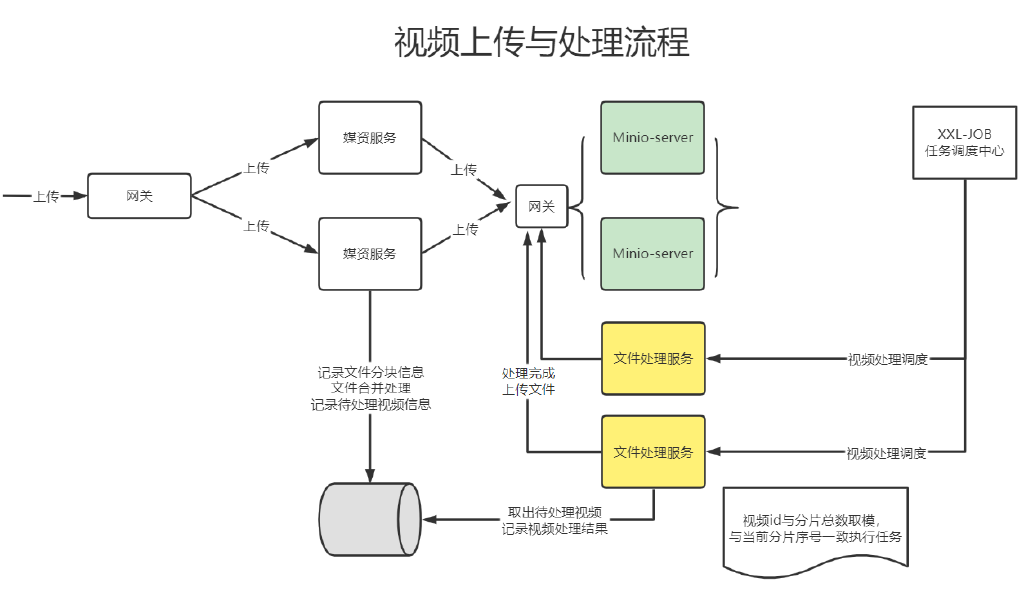 视频上传与处理流程
上传
网关
上传
上传
媒资服务
媒资服务
上传
上传
网关
Minio-server
Minio-server
XXL-JOB
任务调度中心
记录文件分块信息
文件合并处理
记录待处理视频信息
处理完成
上传文件
文件处理服务
视频处理调度
文件处理服务
视频处理调度
取出待处理视频
记录视频处理结果
视频id与分片总数取模，
与当前分片序号一致执行任务